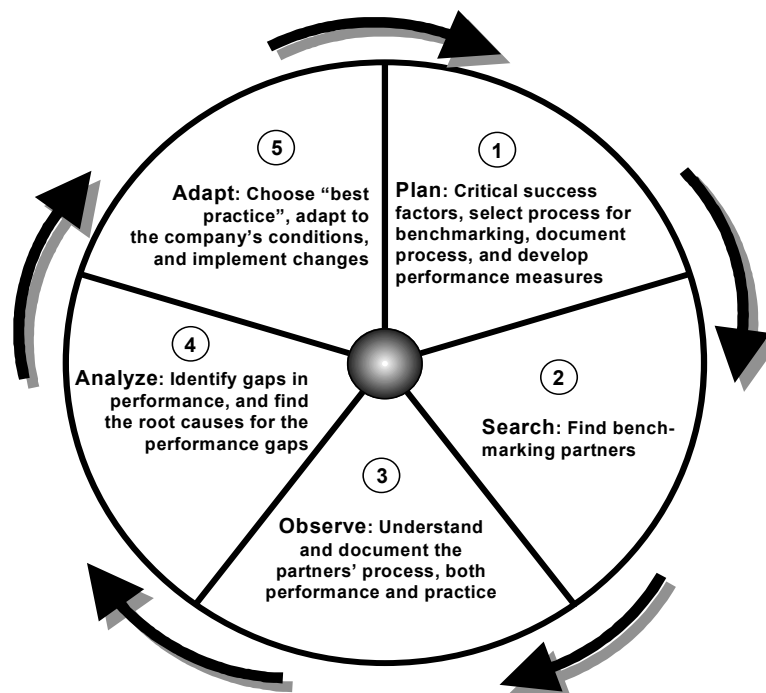 1
Plan: Critical success
factors, select process for
benchmarking, document
process, and develop
performance measures
2
Search: Find bench-
marking partners
3
Observe: Understand
and document the
partners’ process, both
performance and practice
4
Analyze: Identify gaps in
performance, and find
the root causes for the
performance gaps
5
Adapt: Choose “best
practice”, adapt to
the company’s conditions,
and implement changes